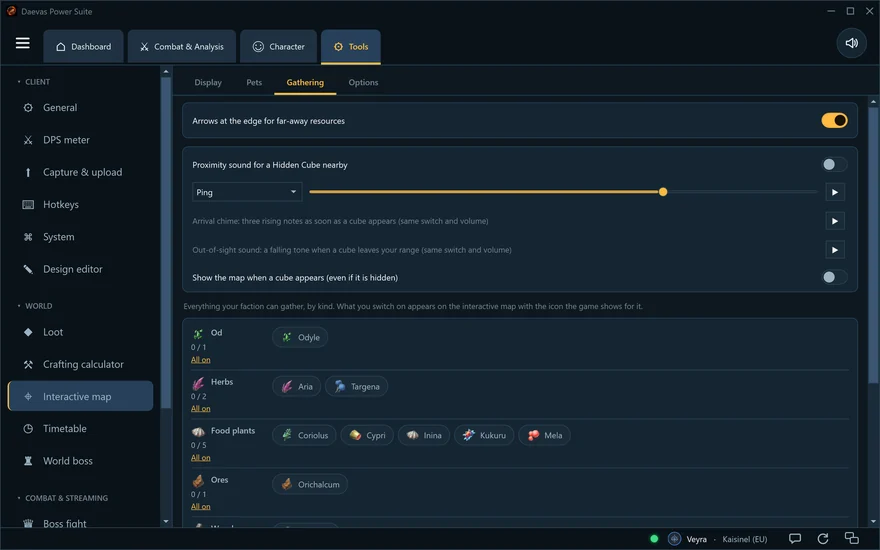 Daevas Power Suite
Dashboard
Combat & Analysis
Character
Tools
CLIENT
General
DPS meter
Capture & upload
Hotkeys
System
Design editor
WORLD
Loot
Crafting calculator
Interactive map
Timetable
World boss
COMBAT & STREAMING
Boss fight
Display
Pets
Gathering
Options
Arrows at the edge for far-away resources
Proximity sound for a Hidden Cube nearby
Ping
Arrival chime: three rising notes as soon as a cube appears (same switch and volume)
Out-of-sight sound: a falling tone when a cube leaves your range (same switch and volume)
Show the map when a cube appears (even if it is hidden)
Everything your faction can gather, by kind. What you switch on appears on the interactive map with the icon the game shows for it.
Od
0 / 1
All on
Odyle
Herbs
0 / 2
All on
Aria
Targena
Food plants
0 / 5
All on
Coriolus
Cypri
Inina
Kukuru
Mela
Ores
0 / 1
All on
Orichalcum
Veyra · Kaisinel (EU)